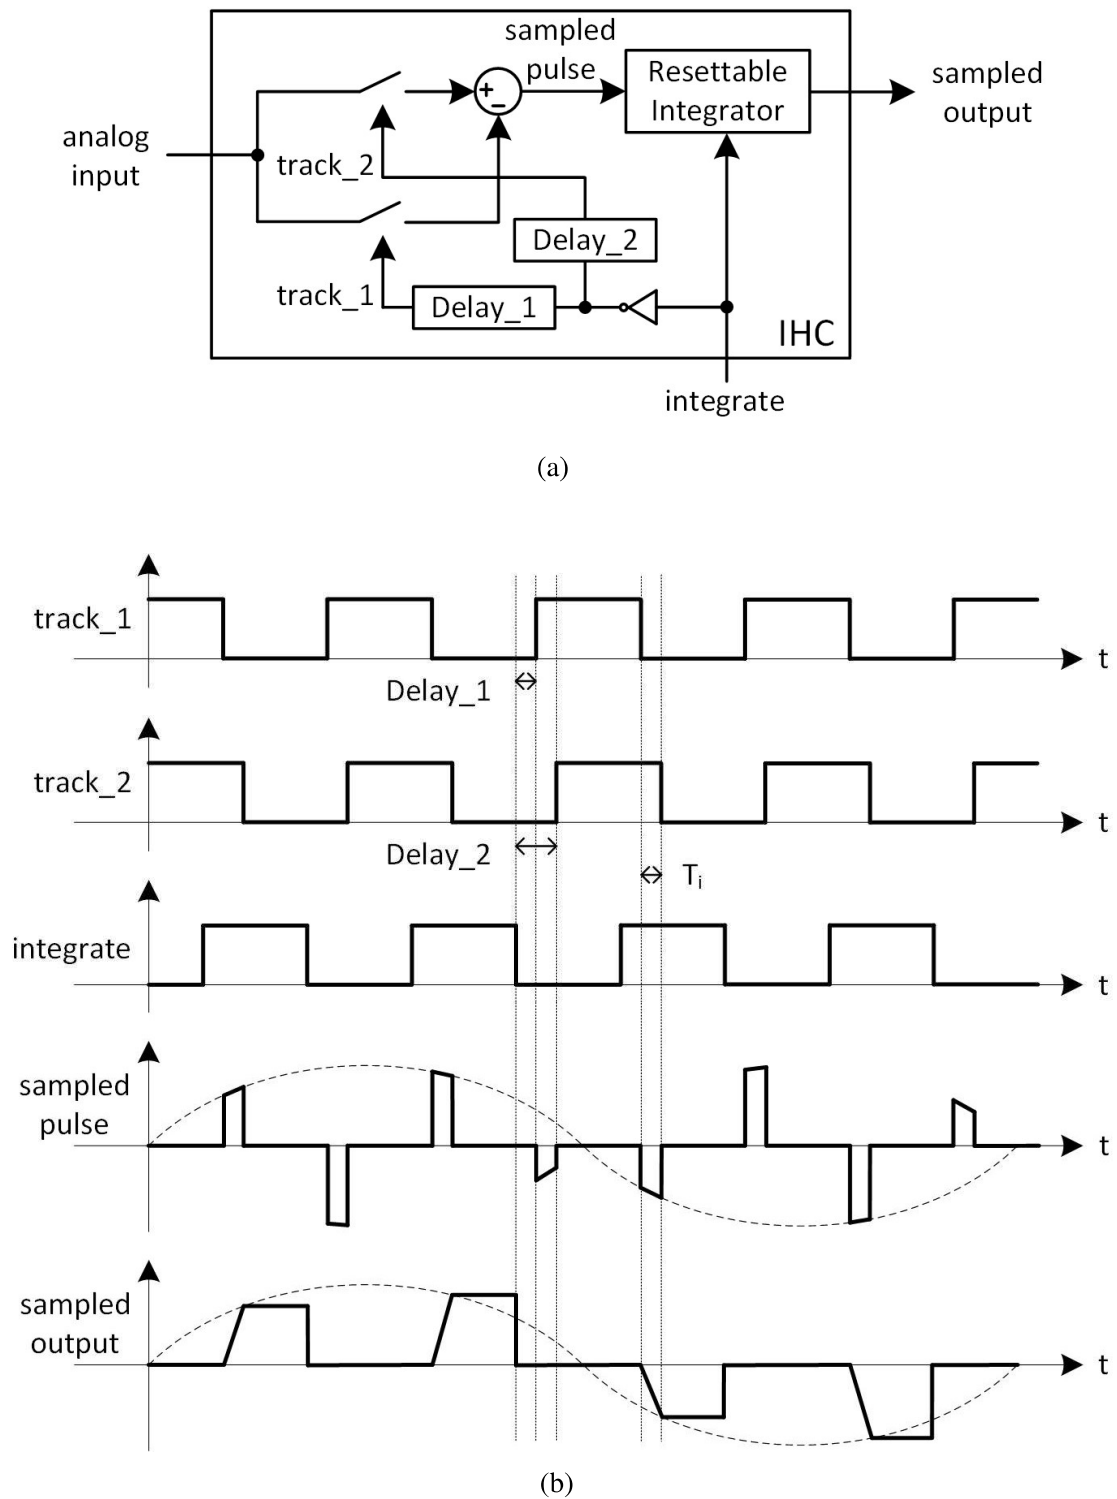 sampled
pulse
Resettable
Integrator
sampled
output
analog
input
track_2
+
−
Delay_2
track_1
Delay_1
IHC
integrate
(a)
track_1
t
Delay_1
track_2
t
Delay_2
Ti
integrate
t
sampled
pulse
t
sampled
output
t
(b)